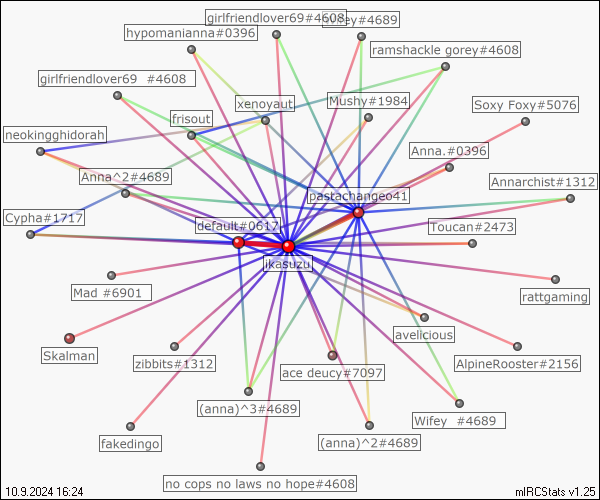 girlfriendlover69#4608
hypomanianna#0396
ramshackle gorey#4608
girlfriendlover69 #4608
xenoyaut
Mushy#1984
Soxy Foxy#5076
frisout
neokingghidorah
Anna.#0396
Anna^2#4689
Annarchist#1312
pastachangeo41
Cypha#1717
default#0617
Toucan#2473
ikasuzu
Mad #6901
rattgaming
avelicious
Skalman
zibbits#1312
AlpineRooster#2156
ace deucy#7097
(anna)^3#4689
Wifey #4689
fakedingo
(anna)^2#4689
no cops no laws no hope#4608
10.9.2024 16:24
mIRCStats v1.25